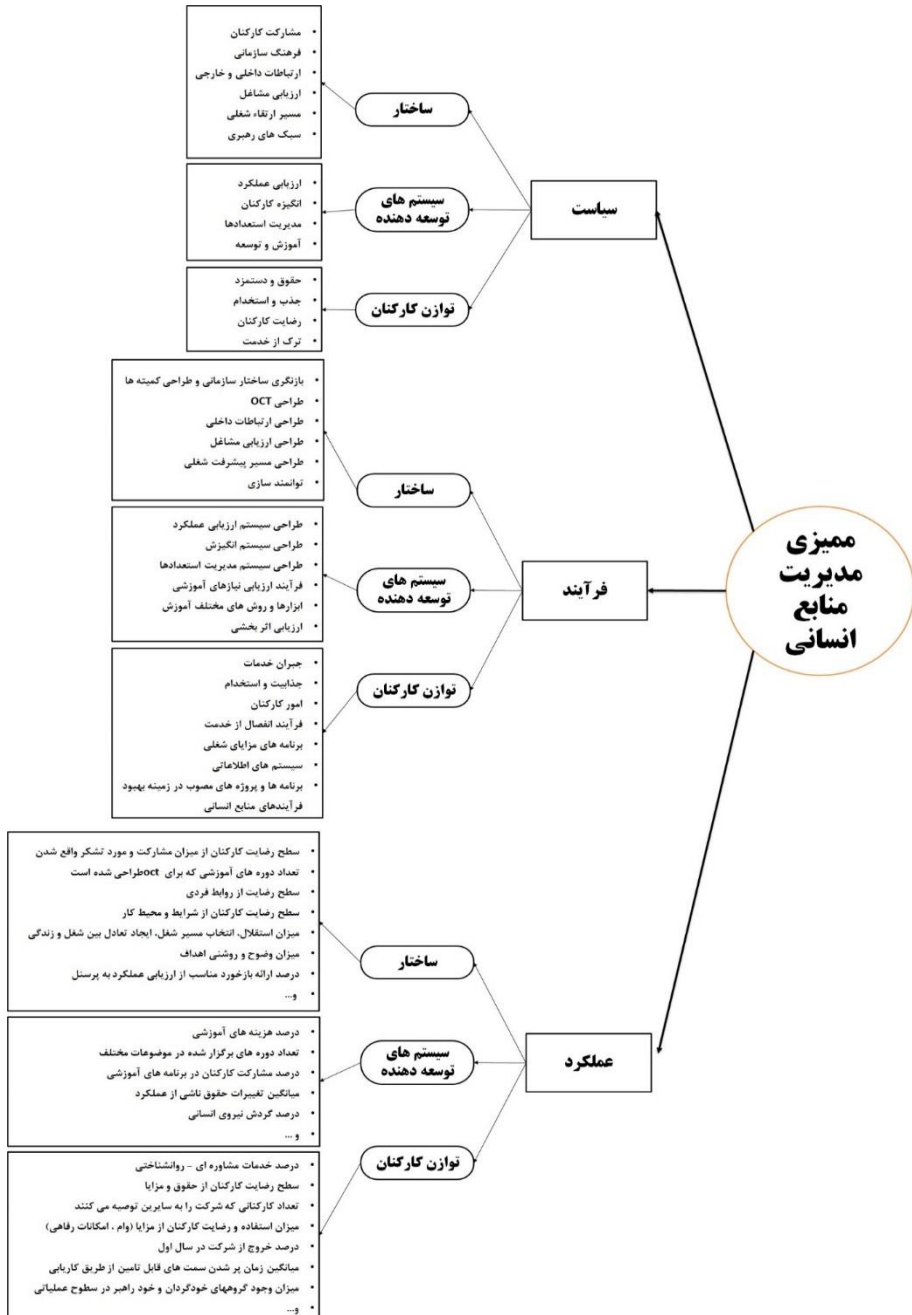 ممیزی
مدیریت
منابع
انسانی
سیاست
ساختار
• مشارکت کارکنان
• فرهنگ سازمانی
• ارتباطات داخلی و خارجی
• ارزیابی مشاغل
• مسیر ارتقاء شغلی
• سبک های رهبری
سیستم های
توسعه دهنده
• ارزیابی عملکرد
• انگیزه کارکنان
• مدیریت استعدادها
• آموزش و توسعه
توازن کارکنان
• حقوق و دستمزد
• جذب و استخدام
• رضایت کارکنان
• ترک از خدمت
فرآیند
ساختار
• بازنگری ساختار سازمانی و طراحی کمیته ها
• طراحی OCT
• طراحی ارتباطات داخلی
• طراحی ارزیابی مشاغل
• طراحی مسیر پیشرفت شغلی
• توانمند سازی
سیستم های
توسعه دهنده
• طراحی سیستم ارزیابی عملکرد
• طراحی سیستم انگیزش
• طراحی سیستم مدیریت استعدادها
• فرآیند ارزیابی نیازهای آموزشی
• ابزارها و روش های مختلف آموزش
• ارزیابی اثر بخشی
توازن کارکنان
• جبران خدمات
• جذابیت و استخدام
• امور کارکنان
• فرآیند انفصال از خدمت
• برنامه های مزایای شغلی
• سیستم های اطلاعاتی
• برنامه ها و پروژه های مصوب در زمینه بهبود
فرآیندهای منابع انسانی
عملکرد
ساختار
• سطح رضایت کارکنان از میزان مشارکت و مورد تشکر واقع شدن
• تعداد دوره های آموزشی که برای oct طراحی شده است
• سطح رضایت از روابط فردی
• سطح رضایت کارکنان از شرایط و محیط کار
• میزان استقلال، انتخاب مسیر شغل، ایجاد تعادل بین شغل و زندگی
• میزان وضوح و روشنی اهداف
• درصد ارائه بازخورد مناسب از ارزیابی عملکرد به پرسنل
• و...
سیستم های
توسعه دهنده
• درصد هزینه های آموزشی
• تعداد دوره های برگزار شده در موضوعات مختلف
• درصد مشارکت کارکنان در برنامه های آموزشی
• میانگین تغییرات حقوق ناشی از عملکرد
• درصد گردش نیروی انسانی
• و ...
توازن کارکنان
• درصد خدمات مشاوره ای - روانشناختی
• سطح رضایت کارکنان از حقوق و مزایا
• تعداد کارکنانی که شرکت را به سایرین توصیه می کنند
• میزان استفاده و رضایت کارکنان از مزایا (وام ، امکانات رفاهی)
• درصد خروج از شرکت در سال اول
• میانگین زمان پر شدن سمت های قابل تامین از طریق کاریابی
• میزان وجود گروههای خودگردان و خود راهبر در سطوح عملیاتی
• و...